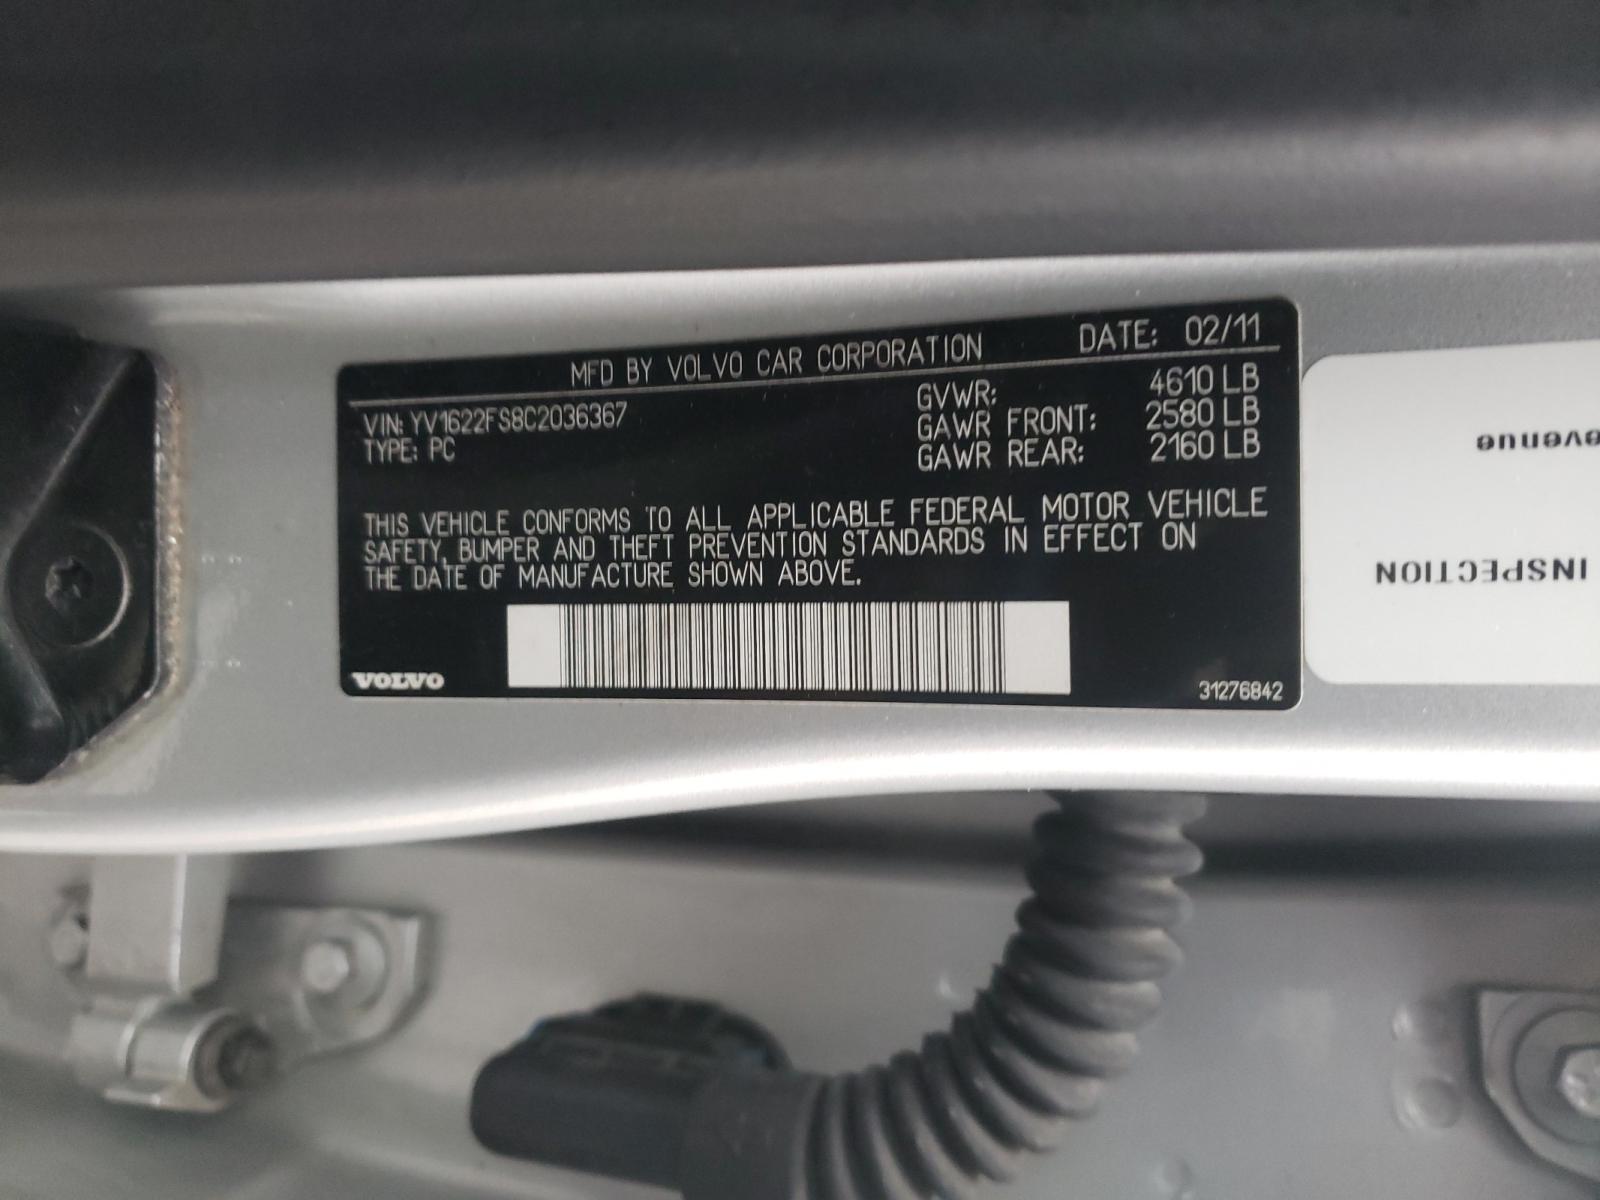 MFD BY VOLVO CAR CORPORATION DATE: 02/11
VIN: YV1622FS8C2036367
TYPE: PC
GVWR: 4610 LB
GAWR FRONT: 2580 LB
GAWR REAR: 2160 LB
THIS VEHICLE CONFORMS TO ALL APPLICABLE FEDERAL MOTOR VEHICLE
SAFETY, BUMPER AND THEFT PREVENTION STANDARDS IN EFFECT ON
THE DATE OF MANUFACTURE SHOWN ABOVE.
VOLVO
31276842
INSPECTION
evenue